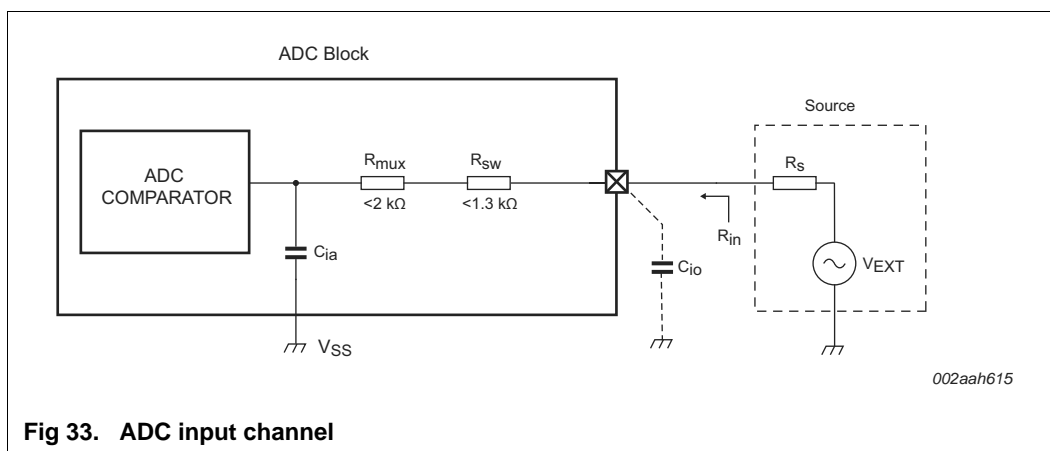 ADC Block
Source
ADC
COMPARATOR
Rmux
<2 kΩ
Rsw
<1.3 kΩ
Rs
Rin
Cia
Cio
VEXT
VSS
002aah615
Fig 33. ADC input channel